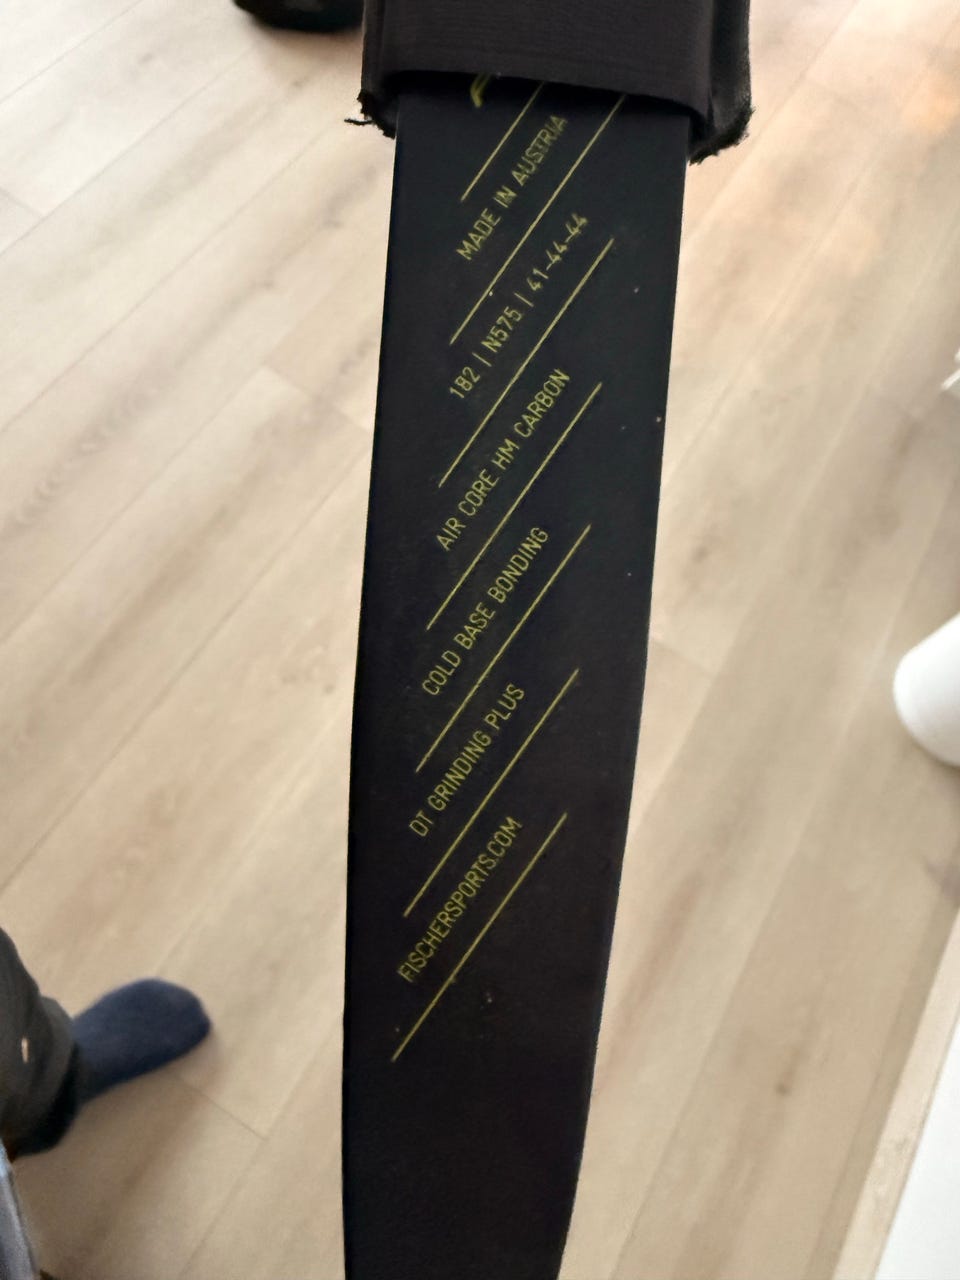 MADE IN AUSTRIA
182 | N575 | 41-44-44
AIR CORE HM CARBON
COLD BASE BONDING
DT GRINDING PLUS
FISCHERSPORTS.COM